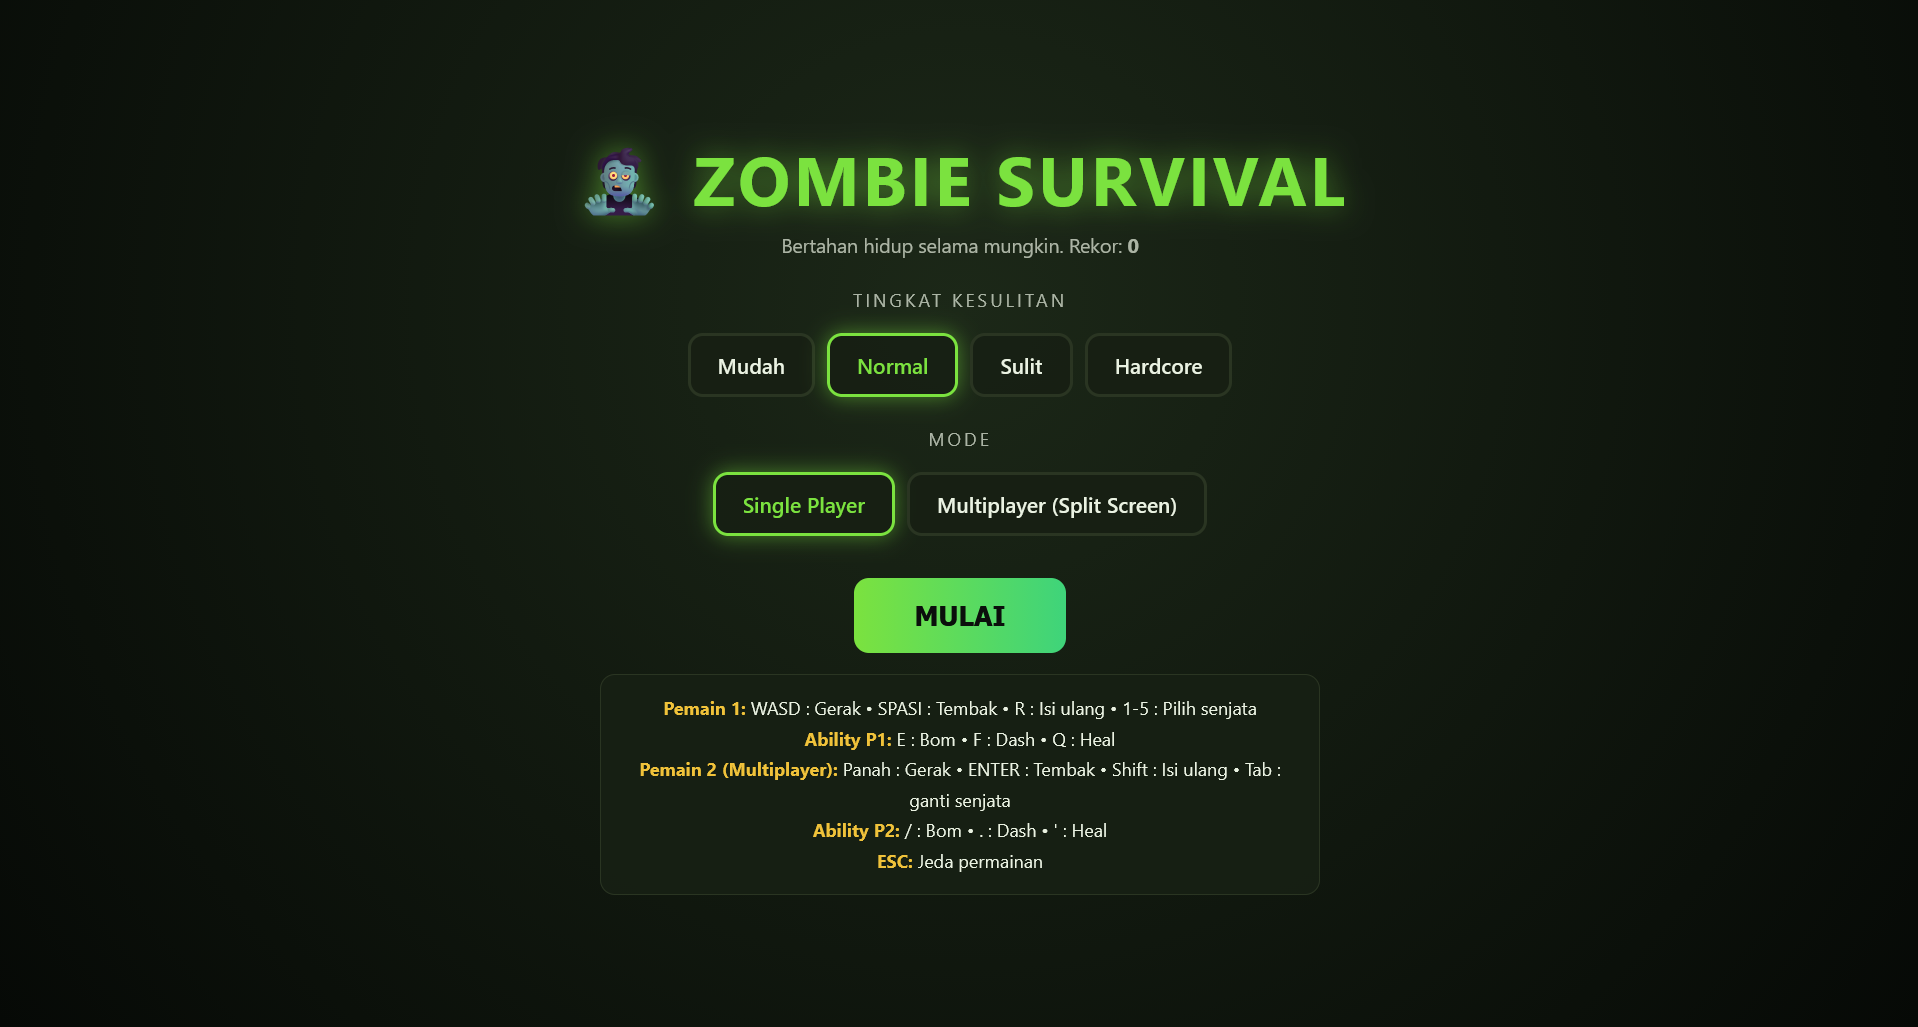 ZOMBIE SURVIVAL
Bertahan hidup selama mungkin. Rekor: 0
TINGKAT KESULITAN
Mudah Normal Sulit Hardcore
MODE
Single Player Multiplayer (Split Screen)
MULAI
Pemain 1: WASD : Gerak • SPASI : Tembak • R : Isi ulang • 1-5 : Pilih senjata
Ability P1: E : Bom • F : Dash • Q : Heal
Pemain 2 (Multiplayer): Panah : Gerak • ENTER : Tembak • Shift : Isi ulang • Tab :
ganti senjata
Ability P2: / : Bom • . : Dash • ' : Heal
ESC: Jeda permainan